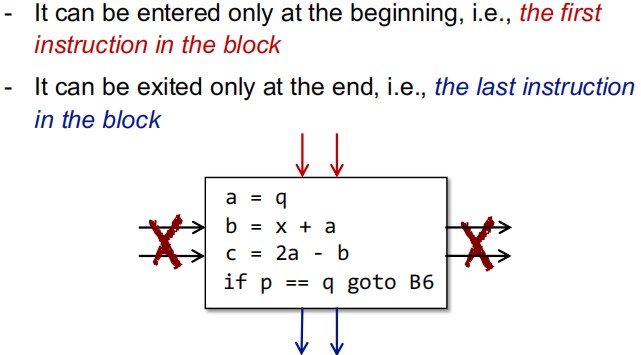 - It can be entered only at the beginning, i.e., the first
instruction in the block
- It can be exited only at the end, i.e., the last instruction
in the block
a = q
b = x + a
c = 2a - b
if p == q goto B6